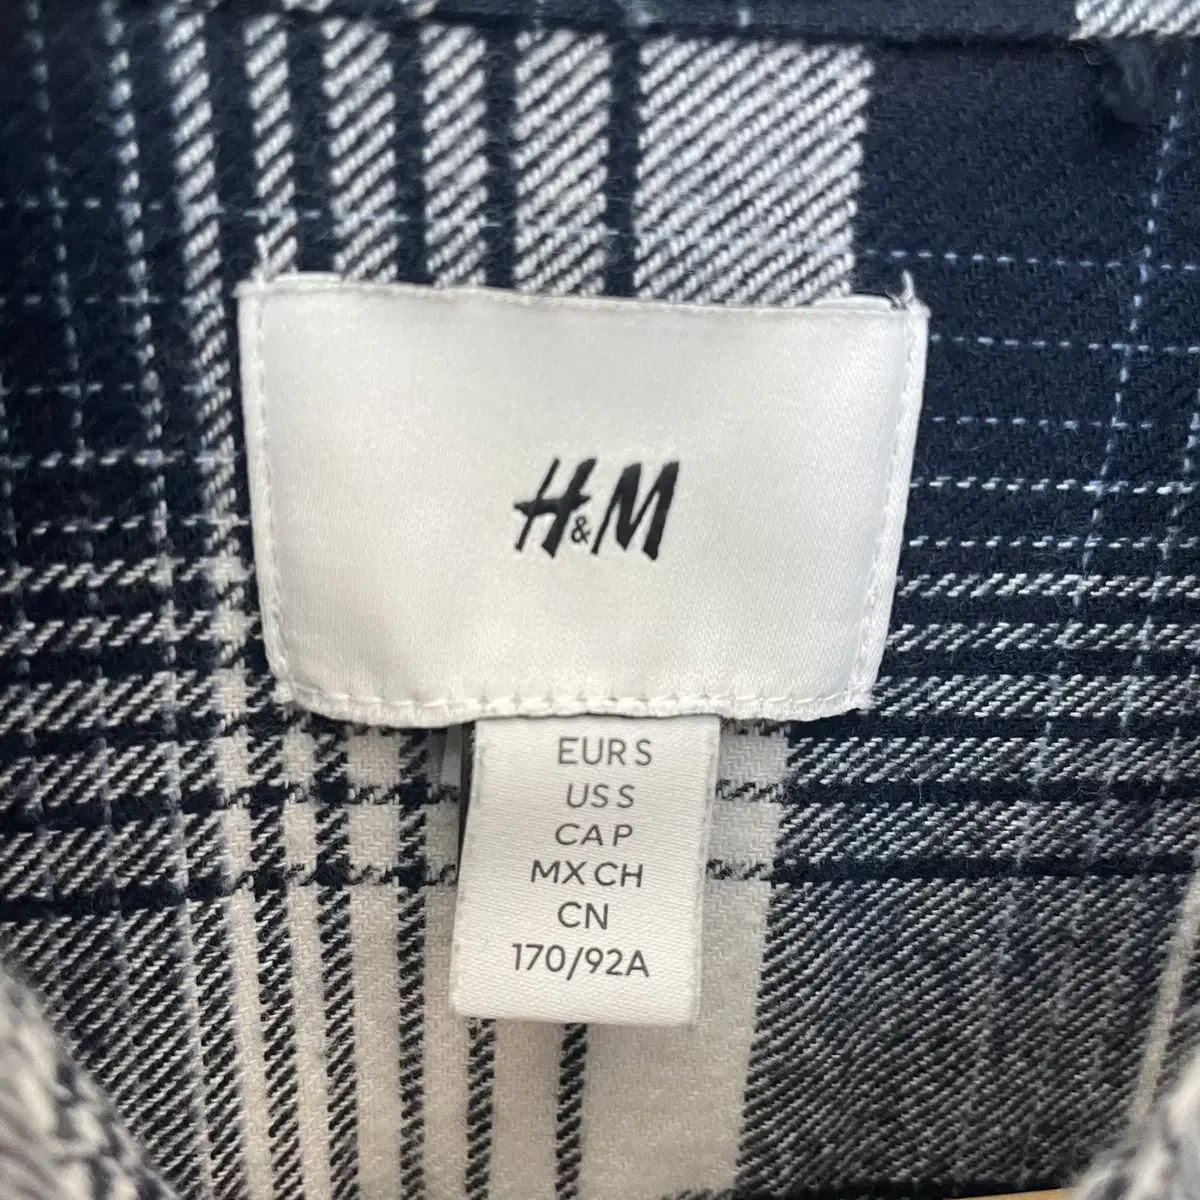 H&M
EUR S
US S
CA P
MX CH
CN
170/92A